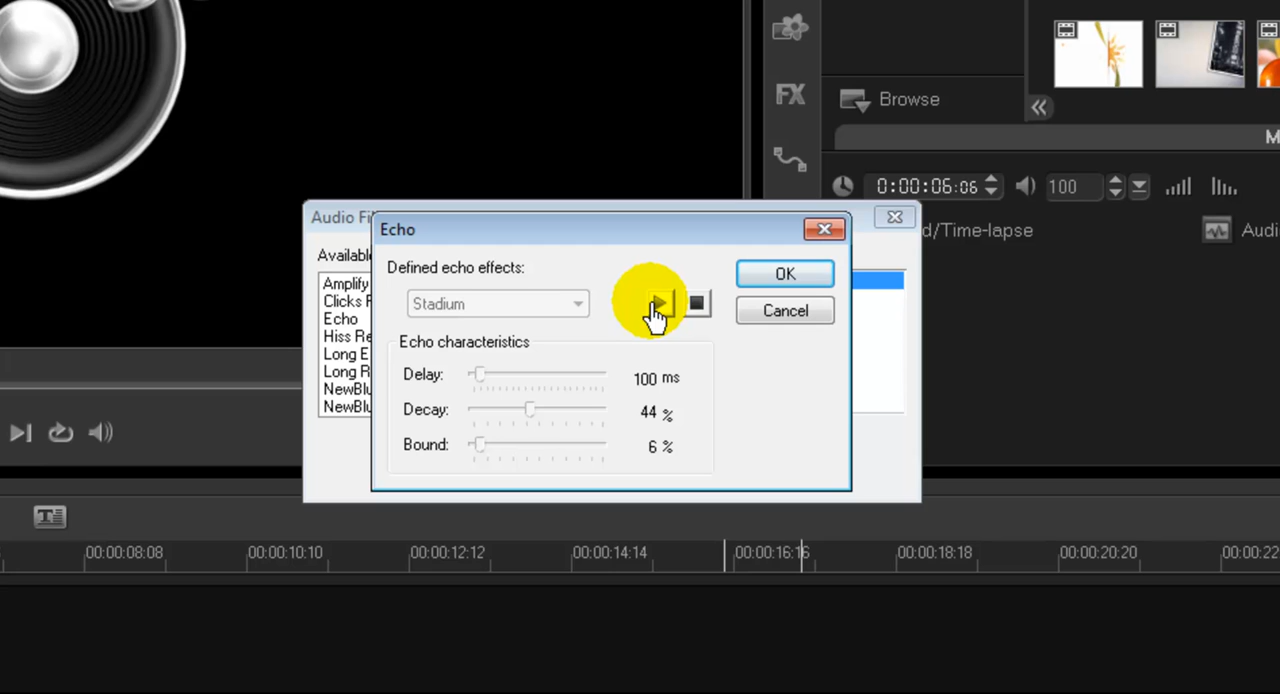 FX
Browse
M
0:00:06:06
100
d/Time-lapse
Audi
Audio Fil
Echo
Availabl
Defined echo effects:
OK
Amplify
Stadium
Clicks
Cancel
Echo
Hiss Re
Echo characteristics
Long E
Delay: 100 ms
Long R
NewBlu
Decay: 44 %
NewBlu
Bound: 6 %
T
00:00:08:08 00:00:10:10 00:00:12:12 00:00:14:14 00:00:16:16 00:00:18:18 00:00:20:20 00:00:22